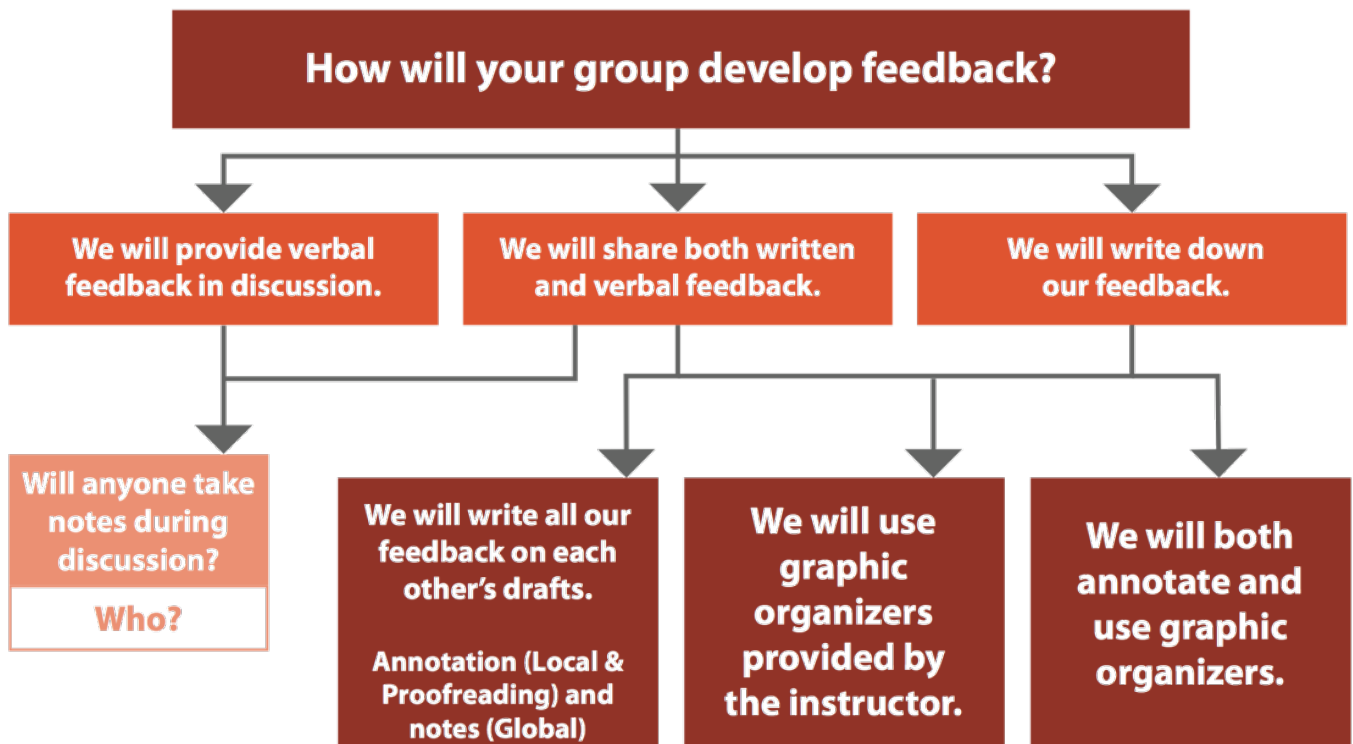 How will your group develop feedback?
We will provide verbal
feedback in discussion.
We will share both written
and verbal feedback.
We will write down
our feedback.
Will anyone take
notes during
discussion?
Who?
We will write all our
feedback on each
other's drafts.
Annotation (Local &
Proofreading) and
notes (Global)
We will use
graphic
organizers
provided by
the instructor.
We will both
annotate and
use graphic
organizers.